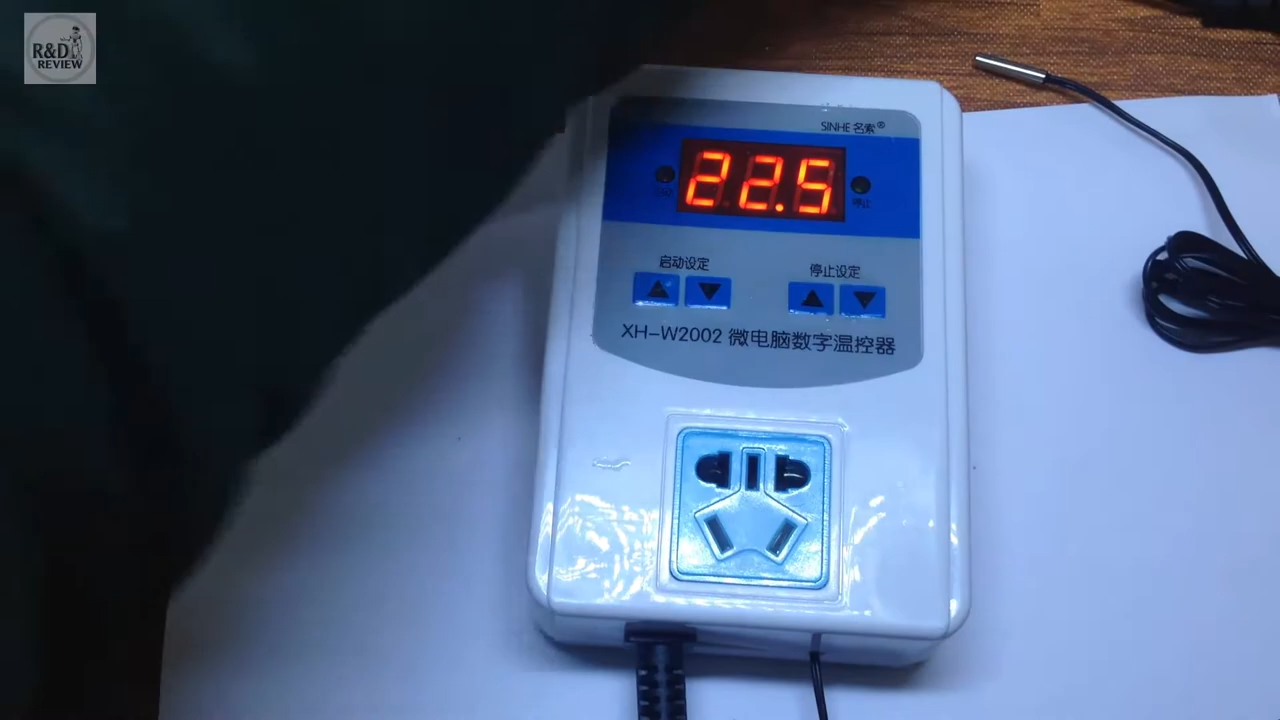 R&D
REVIEW
SINHE 名索®
22.5
停止
启动设定
停止设定
XH-W2002 微电脑数字温控器